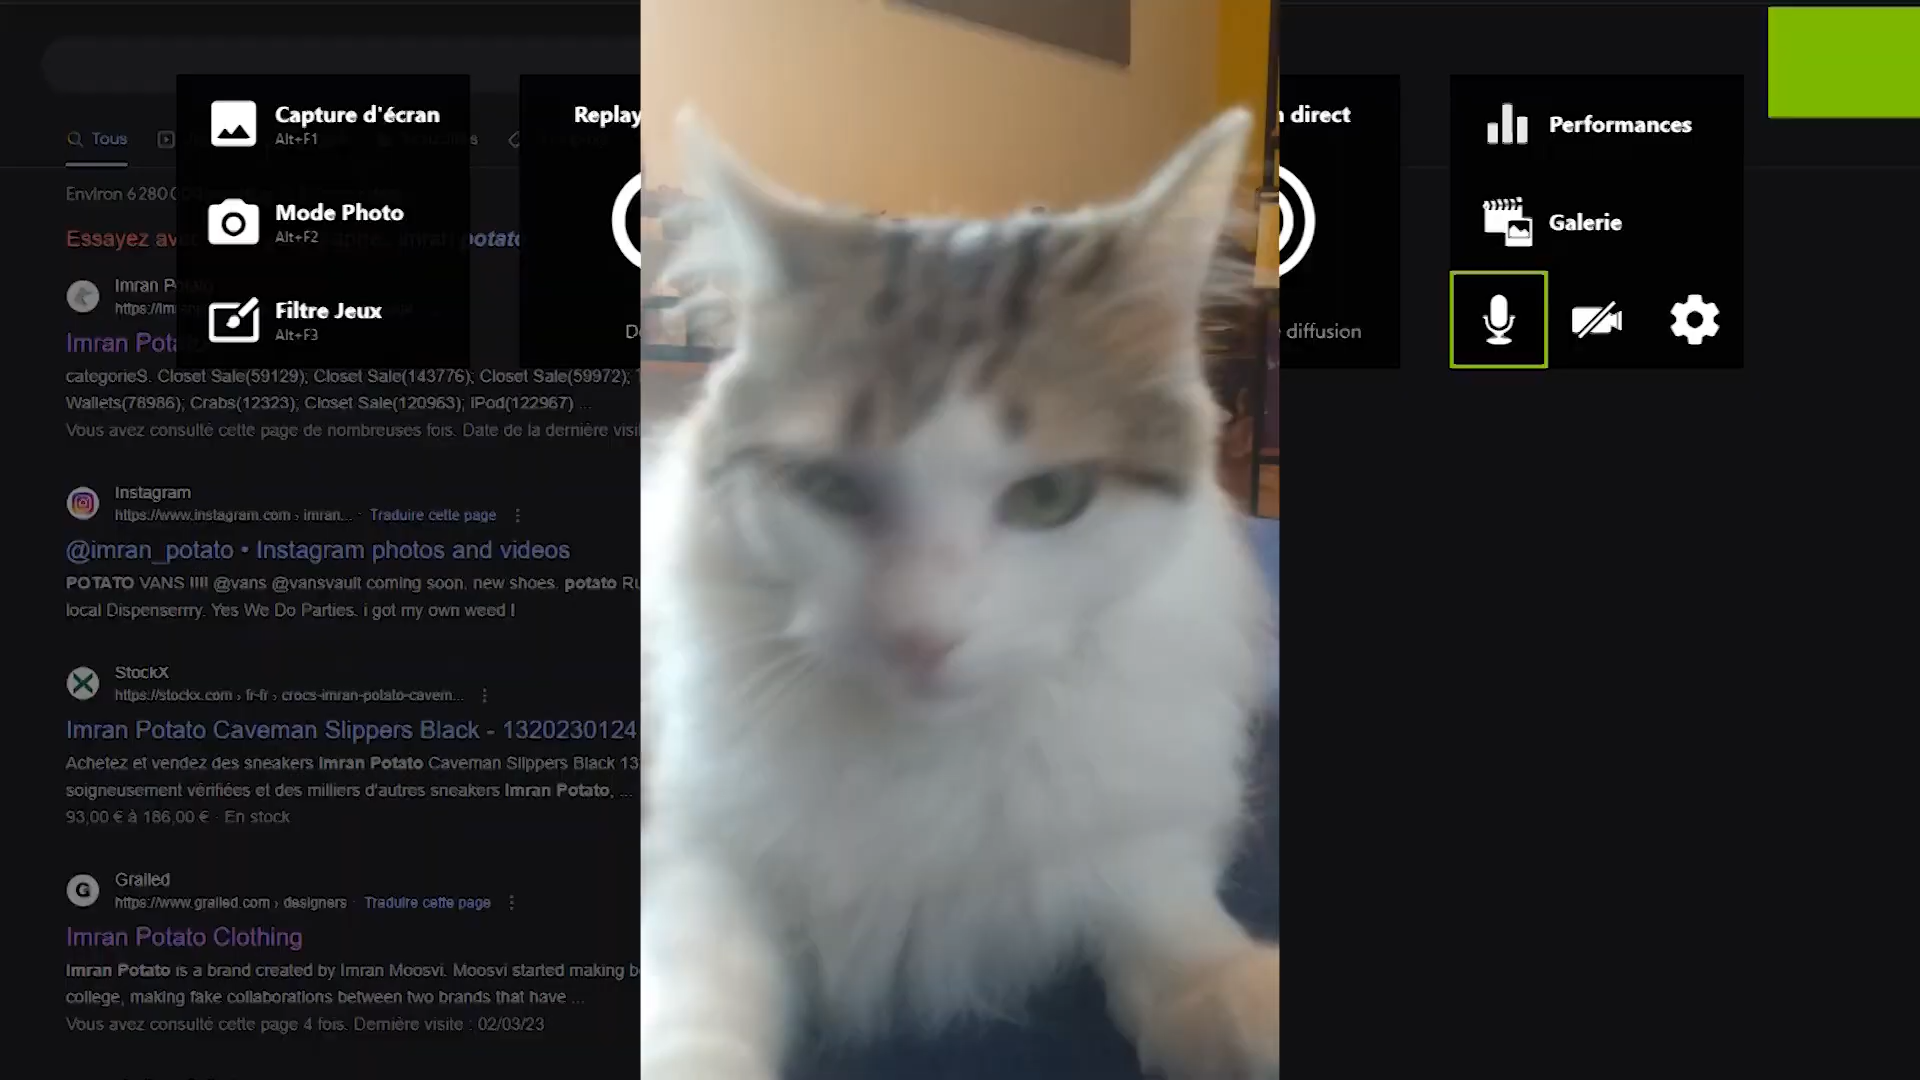 Capture d'écran
Alt+F1
Mode Photo
Alt+F2
Filtre Jeux
Alt+F3
Replay
direct
diffusion
Performances
Galerie
Tous
Environ
Essayez
potato
Imran
Imran
categorieS. Closet Sale(59129); Closet Sale(143776); Closet Sale(59972);
Wallets(78986); Crabs(12323); Closet Sale(120963); iPod(122967) ...
Vous avez consulté cette page de nombreuses fois. Date de la dernière
Instagram
https://www.instagram.com › imran... · Traduire cette page
@imran_potato • Instagram photos and videos
POTATO VANS !!!! @vans @vansvault coming soon. new shoes. potato
local Dispenserrry. Yes We Do Parties. i got my own weed !
StockX
https://stockx.com › fr-fr › crocs-imran-potato-cavem...
Imran Potato Caveman Slippers Black - 1320230124
Achetez et vendez des sneakers Imran Potato Caveman Slippers Black 13
soigneusement vérifiées et des milliers d'autres sneakers Imran Potato, ...
93,00 € à 186,00 € · En stock
Grailed
https://www.grailed.com › designers · Traduire cette page
Imran Potato Clothing
Imran Potato is a brand created by Imran Moosvi. Moosvi started making
college, making fake collaborations between two brands that have ...
Vous avez consulté cette page 4 fois. Dernière visite : 02/03/23